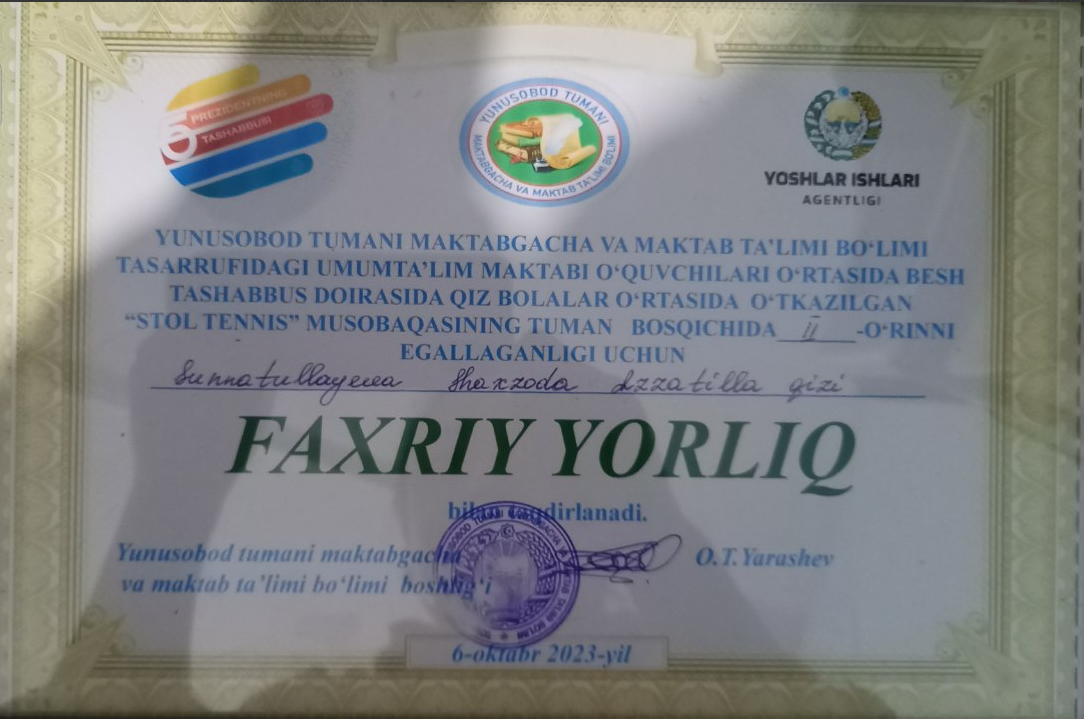 5 PREZIDENTNING
TASHABBUSI
YUNUSOBOD TUMANI
MAKTABGACHA VA MAKTAB TA'LIMI BO'LIMI
YOSHLAR ISHLARI
AGENTLIGI
YUNUSOBOD TUMANI MAKTABGACHA VA MAKTAB TA’LIMI BO‘LIMI
TASARRUFIDAGI UMUMTA’LIM MAKTABI O‘QUVCHILARI O‘RTASIDA BESH
TASHABBUS DOIRASIDA QIZ BOLALAR O‘RTASIDA O‘TKAZILGAN
“STOL TENNIS” MUSOBAQASINING TUMAN BOSQICHIDA II -O‘RINNI
EGALLAGANLIGI UCHUN
Sunnatullayeva Shaxzoda Izzatilla qizi
FAXRIY YORLIQ
bilan taqdirlanadi.
Yunusobod tumani maktabgacha
va maktab ta’limi bo‘limi boshlig‘i
O.T.Yarashev
6-oktabr 2023-yil